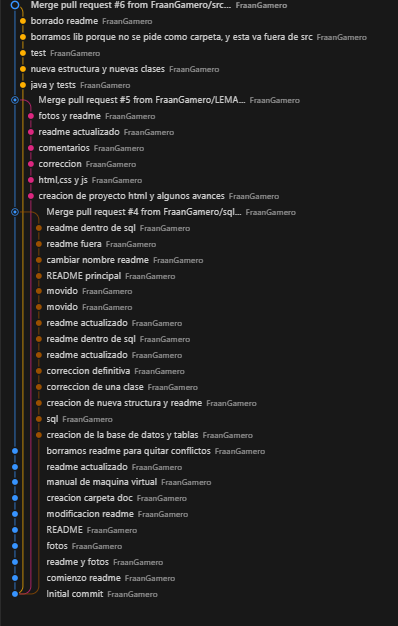 Merge pull request #6 from FraanGamero/src... FraanGamero
borrado readme FraanGamero
borramos lib porque no se pide como carpeta, y esta va fuera de src FraanGamero
test FraanGamero
nueva estructura y nuevas clases FraanGamero
java y tests FraanGamero
Merge pull request #5 from FraanGamero/LEMA... FraanGamero
fotos y readme FraanGamero
readme actualizado FraanGamero
comentarios FraanGamero
correccion FraanGamero
html,css y js FraanGamero
creacion de proyecto html y algunos avances FraanGamero
Merge pull request #4 from FraanGamero/sql... FraanGamero
readme dentro de sql FraanGamero
readme fuera FraanGamero
cambiar nombre readme FraanGamero
README principal FraanGamero
movido FraanGamero
movido FraanGamero
readme actualizado FraanGamero
readme dentro de sql FraanGamero
readme actualizado FraanGamero
correccion definitiva FraanGamero
correccion de una clase FraanGamero
creacion de nueva structura y readme FraanGamero
sql FraanGamero
creacion de la base de datos y tablas FraanGamero
borramos readme para quitar conflictos FraanGamero
readme actualizado FraanGamero
manual de maquina virtual FraanGamero
creacion carpeta doc FraanGamero
modificacion readme FraanGamero
README FraanGamero
fotos FraanGamero
readme y fotos FraanGamero
comienzo readme FraanGamero
Initial commit FraanGamero